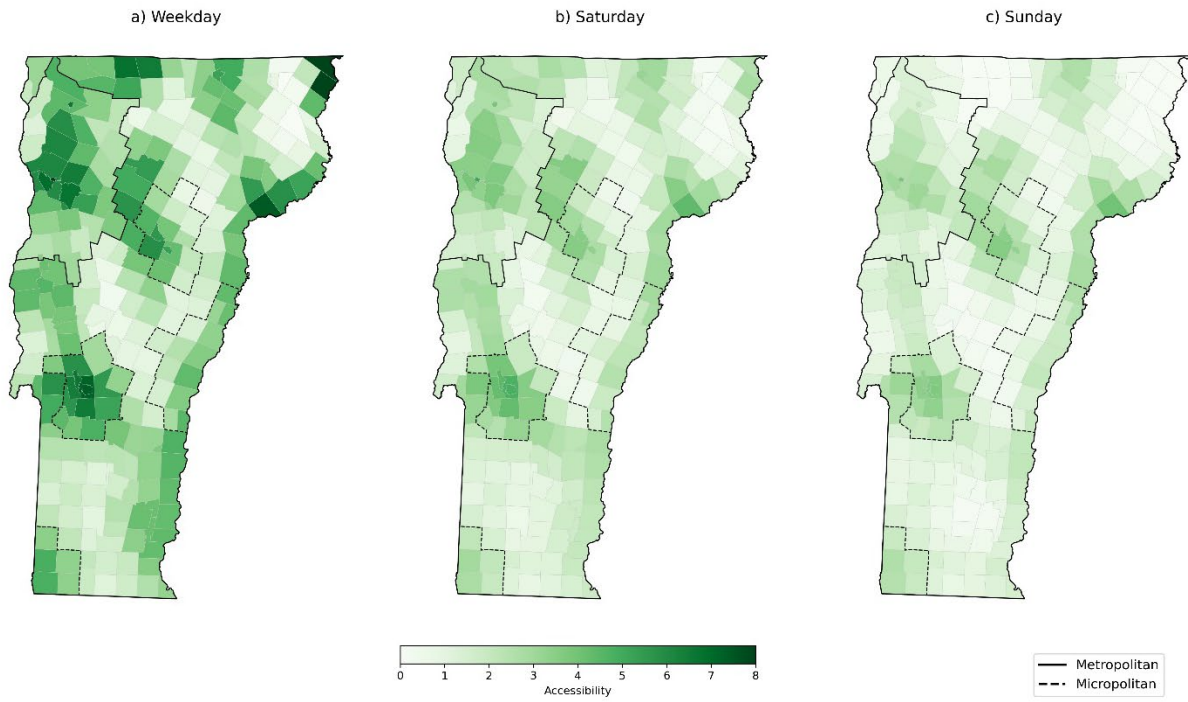 a) Weekday
b) Saturday
c) Sunday
0 1 2 3 4 5 6 7 8
Accessibility
Metropolitan
Micropolitan